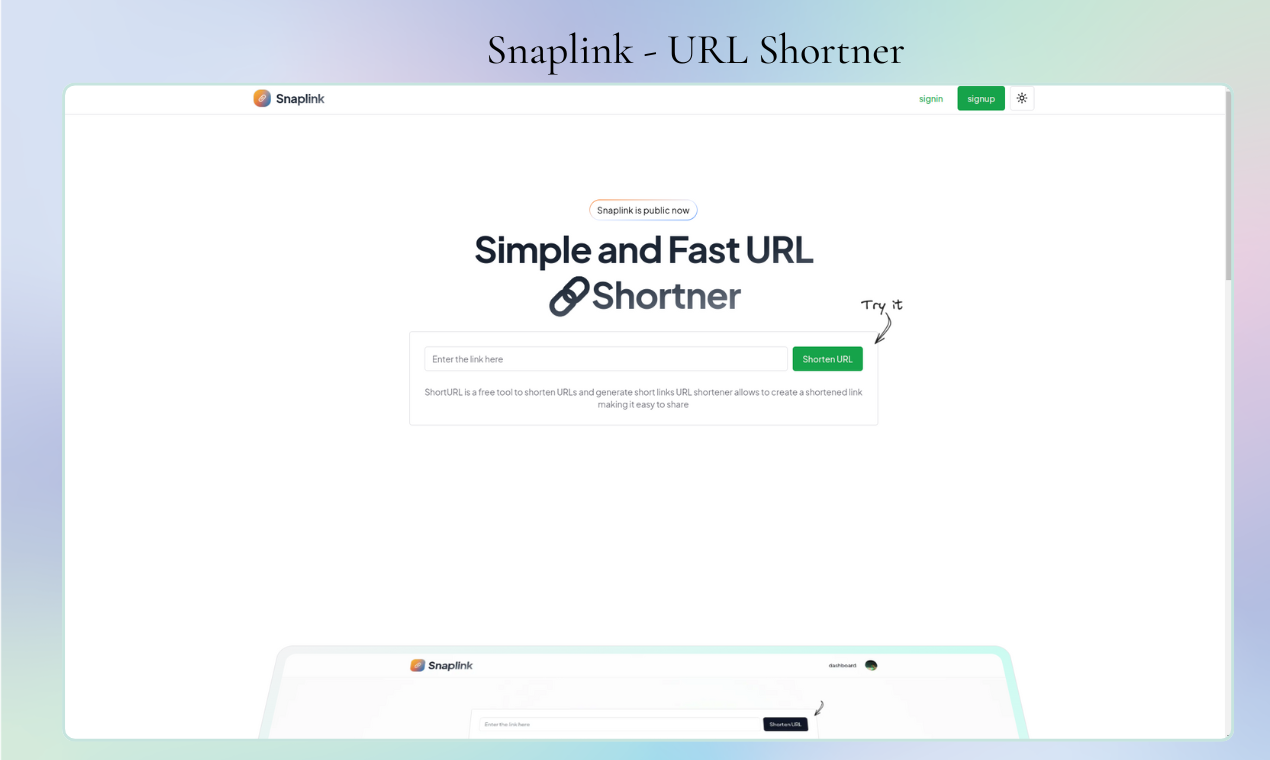 Snaplink - URL Shortner
Snaplink
signin
signup
Snaplink is public now
Simple and Fast URL
Shortner
Try it
Enter the link here
Shorten URL
ShortURL is a free tool to shorten URLs and generate short links URL shortener allows to create a shortened link
making it easy to share
Snaplink
dashboard
Enter the link here
Shorten URL